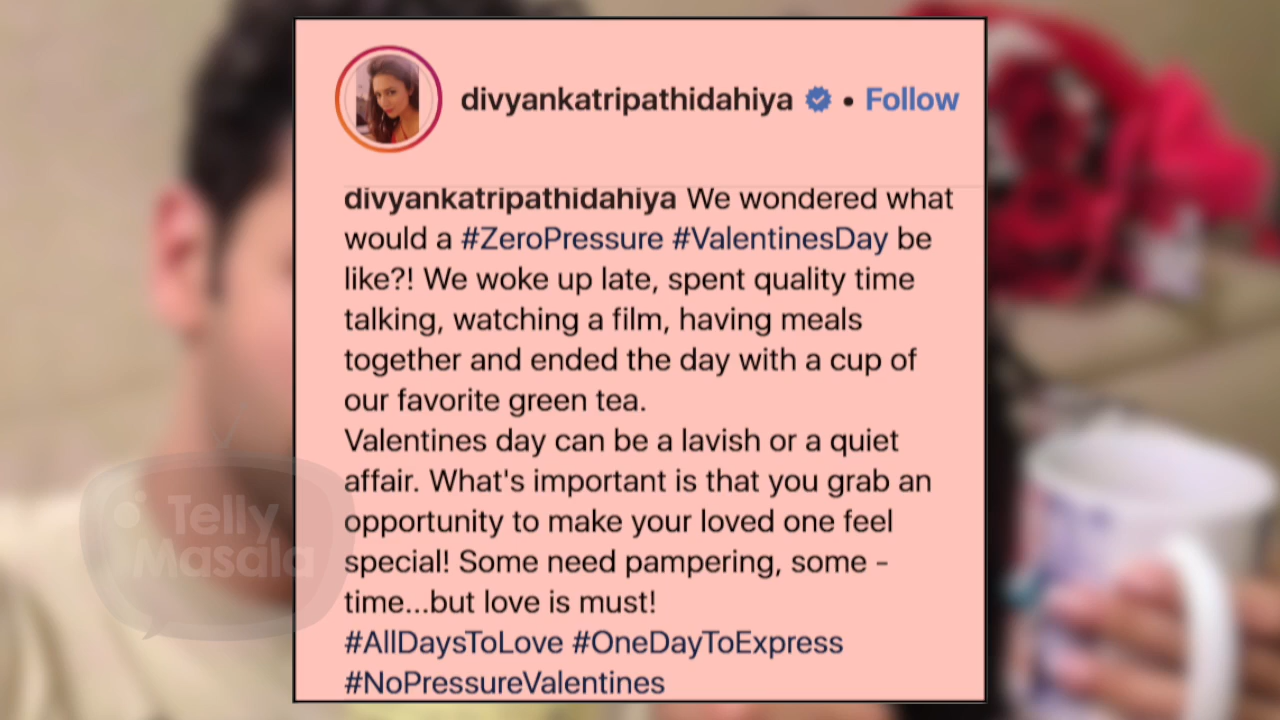 divyankatripathidahiya • Follow
divyankatripathidahiya We wondered what
would a #ZeroPressure #ValentinesDay be
like?! We woke up late, spent quality time
talking, watching a film, having meals
together and ended the day with a cup of
our favorite green tea.
Valentines day can be a lavish or a quiet
affair. What's important is that you grab an
opportunity to make your loved one feel
special! Some need pampering, some -
time...but love is must!
#AllDaysToLove #OneDayToExpress
#NoPressureValentines
Telly
Masala